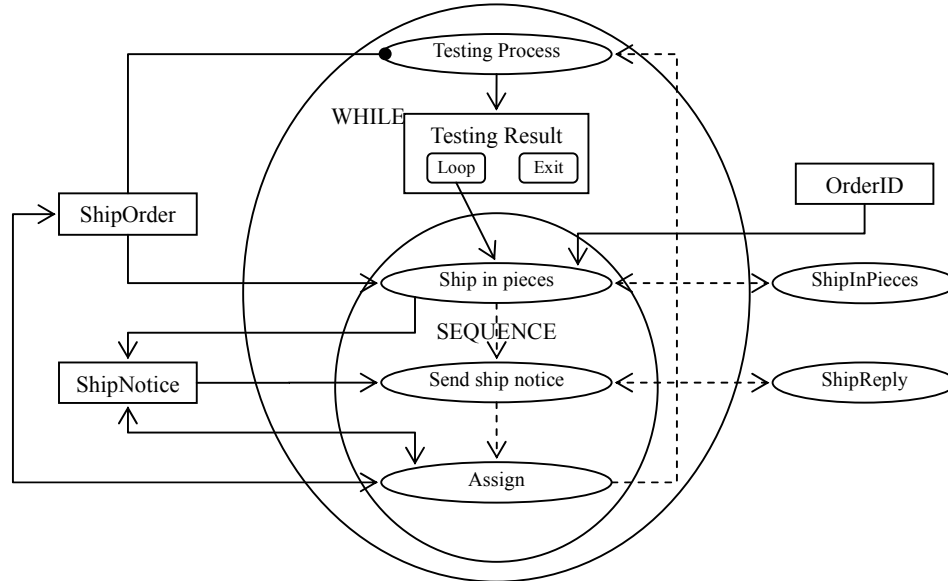 Testing Process
WHILE
Testing Result
Loop
Exit
OrderID
ShipOrder
Ship in pieces
ShipInPieces
SEQUENCE
ShipNotice
Send ship notice
ShipReply
Assign